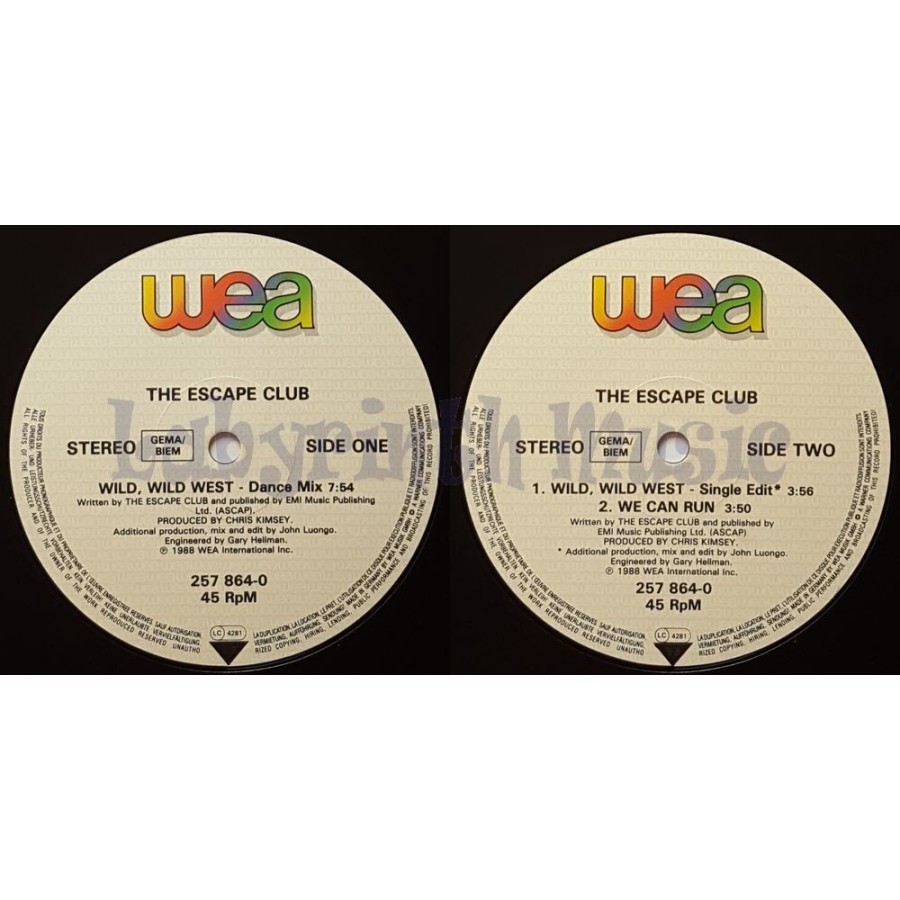 wea
THE ESCAPE CLUB
STEREO GEMA/ BIEM SIDE ONE
WILD, WILD WEST - Dance Mix 7:54
Written by THE ESCAPE CLUB and published by EMI Music Publishing
Ltd. (ASCAP).
PRODUCED BY CHRIS KIMSEY.
Additional production, mix and edit by John Luongo.
Engineered by Gary Hellman.
℗ 1988 WEA International Inc.
257 864-0
45 RpM
LC 4281
wea
THE ESCAPE CLUB
STEREO GEMA/ BIEM SIDE TWO
1. WILD, WILD WEST - Single Edit* 3:56
2. WE CAN RUN 3:50
Written by THE ESCAPE CLUB and published by
EMI Music Publishing Ltd. (ASCAP)
PRODUCED BY CHRIS KIMSEY.
* Additional production, mix and edit by John Luongo.
Engineered by Gary Hellman.
℗ 1988 WEA International Inc.
257 864-0
45 RpM
LC 4281
Labyrinth Music